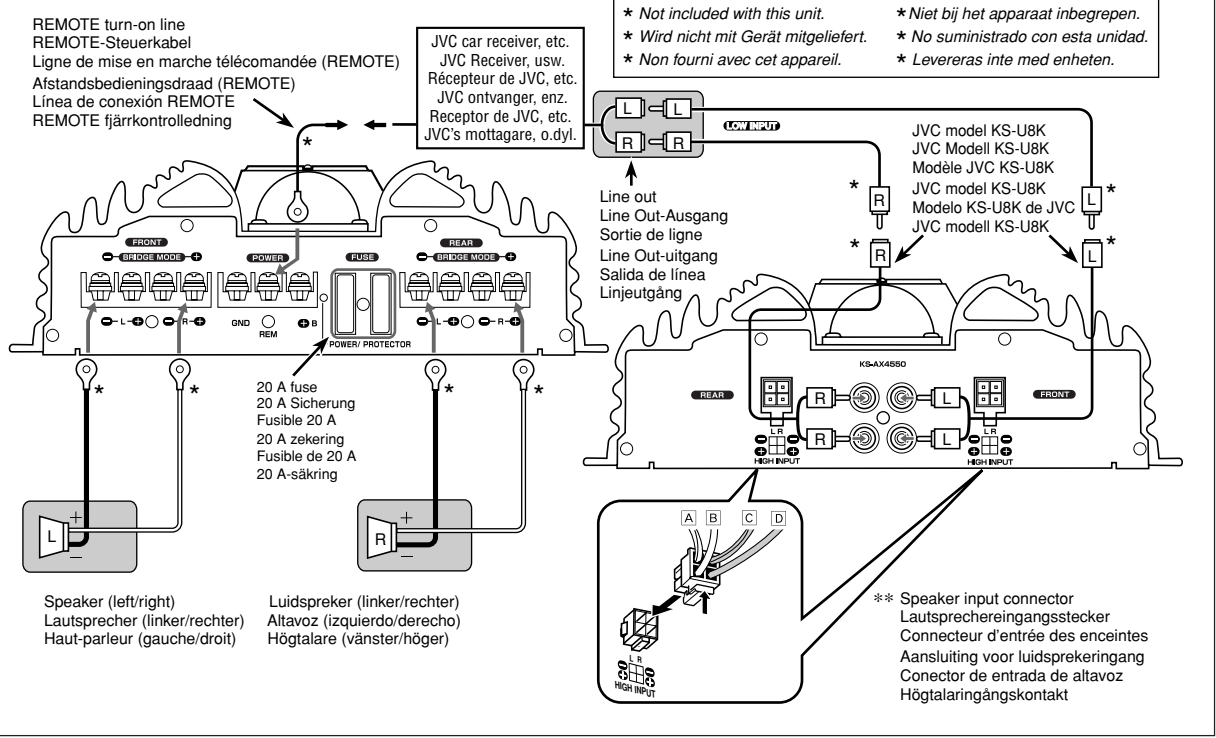 REMOTE turn-on line
REMOTE-Steuerkabel
Ligne de mise en marche télécomandée (REMOTE)
Afstandsbedieningsdraad (REMOTE)
Línea de conexión REMOTE
REMOTE fjärrkontrolledning
*
JVC car receiver, etc.
JVC Receiver, usw.
Récepteur de JVC, etc.
JVC ontvanger, enz.
Receptor de JVC, etc.
JVC's mottagare, o.dyl.
* Not included with this unit.
* Wird nicht mit Gerät mitgeliefert.
* Non fourni avec cet appareil.
* Niet bij het apparaat inbegrepen.
* No suministrado con esta unidad.
* Levereras inte med enheten.
L L
R R
LOW INPUT
Line out
Line Out-Ausgang
Sortie de ligne
Line Out-uitgang
Salida de línea
Linjeutgång
JVC model KS-U8K
JVC Modell KS-U8K
Modèle JVC KS-U8K
JVC model KS-U8K
Modelo KS-U8K de JVC
JVC modell KS-U8K
* R
* R
L *
L *
FRONT
− BRIDGE MODE +
POWER
FUSE
REAR
− BRIDGE MODE +
− L + − R +
GND
REM
+ B
POWER/ PROTECTOR
− L + − R +
* *
* *
20 A fuse
20 A Sicherung
Fusible 20 A
20 A zekering
Fusible de 20 A
20 A-säkring
L + −
R + −
Speaker (left/right)
Lautsprecher (linker/rechter)
Haut-parleur (gauche/droit)
Luidspreker (linker/rechter)
Altavoz (izquierdo/derecho)
Högtalare (vänster/höger)
KS-AX4550
REAR
FRONT
R L
R L
L R
− +
+ −
HIGH INPUT
L R
− +
+ −
HIGH INPUT
A B C D
L R
HIGH INPUT
** Speaker input connector
Lautsprechereingangsstecker
Connecteur d'entrée des enceintes
Aansluiting voor luidsprekeringang
Conector de entrada de altavoz
Högtalaringångskontakt